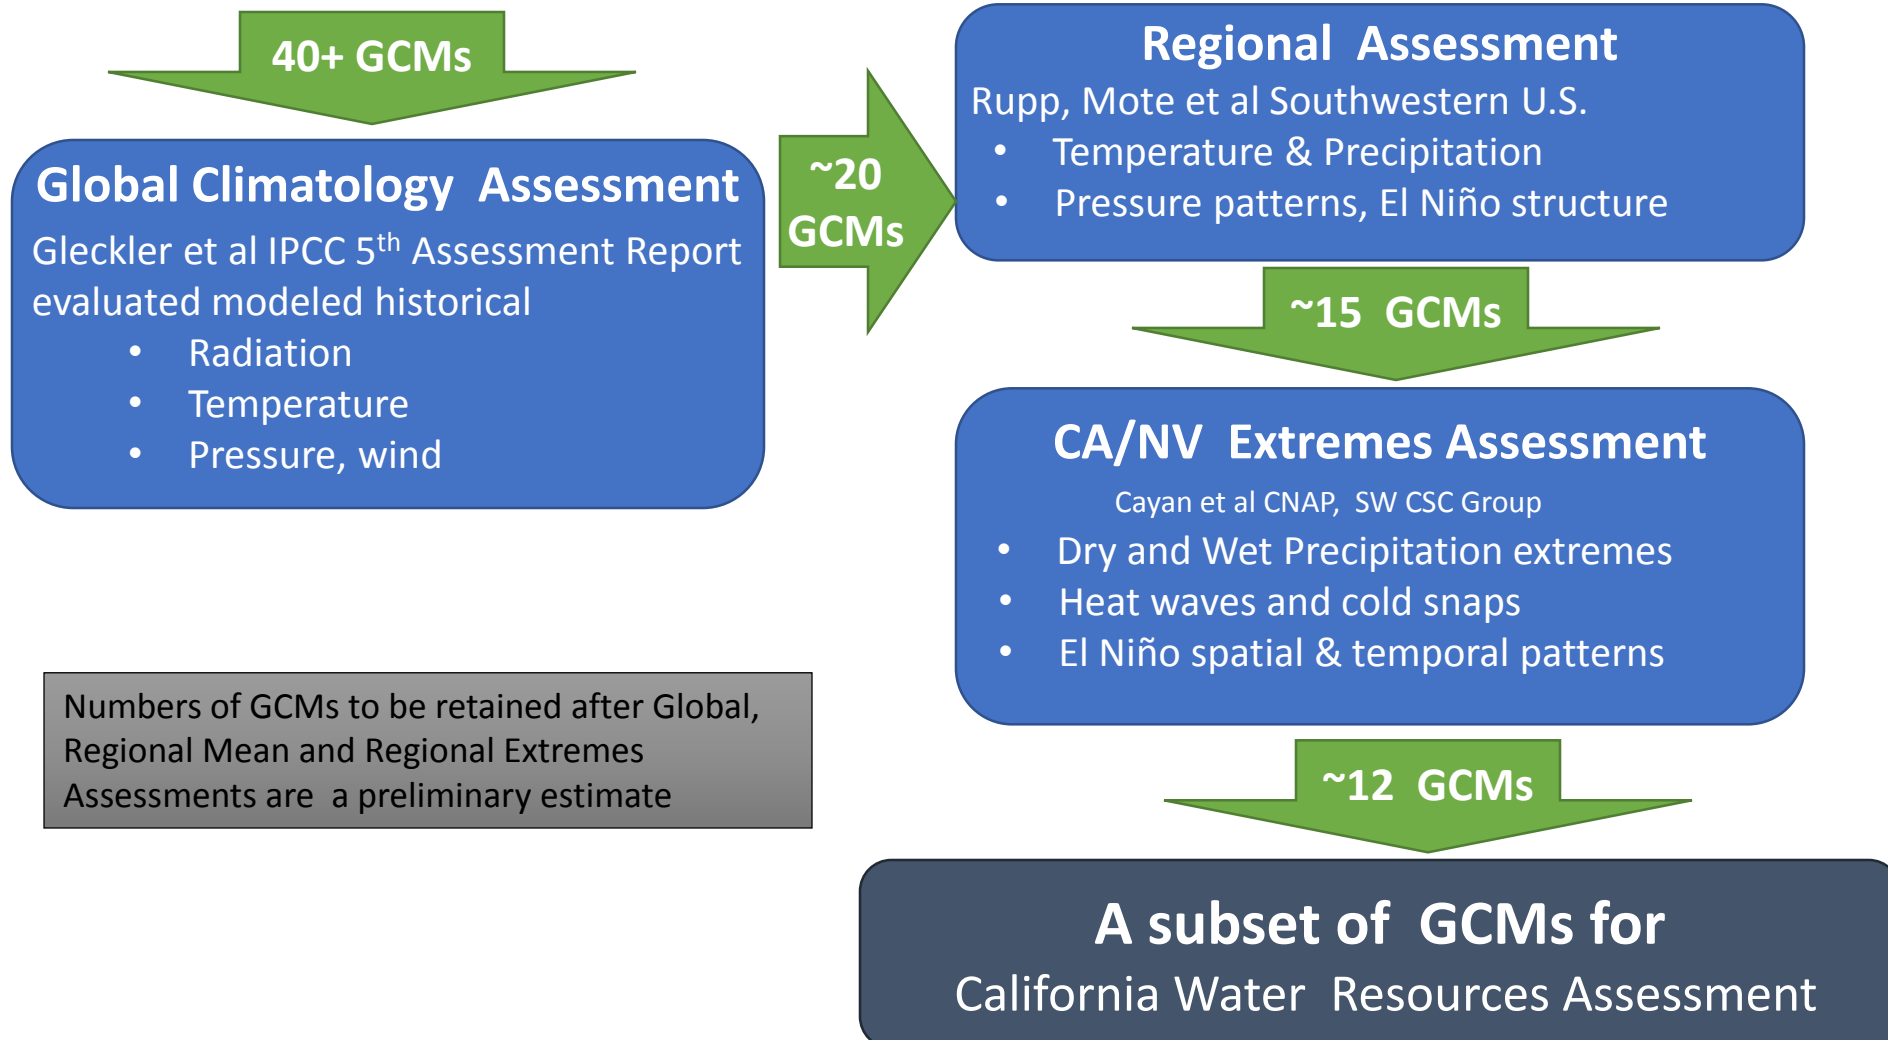 40+ GCMs
Global Climatology Assessment
Gleckler et al IPCC 5th Assessment Report
evaluated modeled historical
• Radiation
• Temperature
• Pressure, wind
~20
GCMs
Regional Assessment
Rupp, Mote et al Southwestern U.S.
• Temperature & Precipitation
• Pressure patterns, El Niño structure
~15 GCMs
CA/NV Extremes Assessment
Cayan et al CNAP, SW CSC Group
• Dry and Wet Precipitation extremes
• Heat waves and cold snaps
• El Niño spatial & temporal patterns
~12 GCMs
A subset of GCMs for
California Water Resources Assessment
Numbers of GCMs to be retained after Global,
Regional Mean and Regional Extremes
Assessments are a preliminary estimate